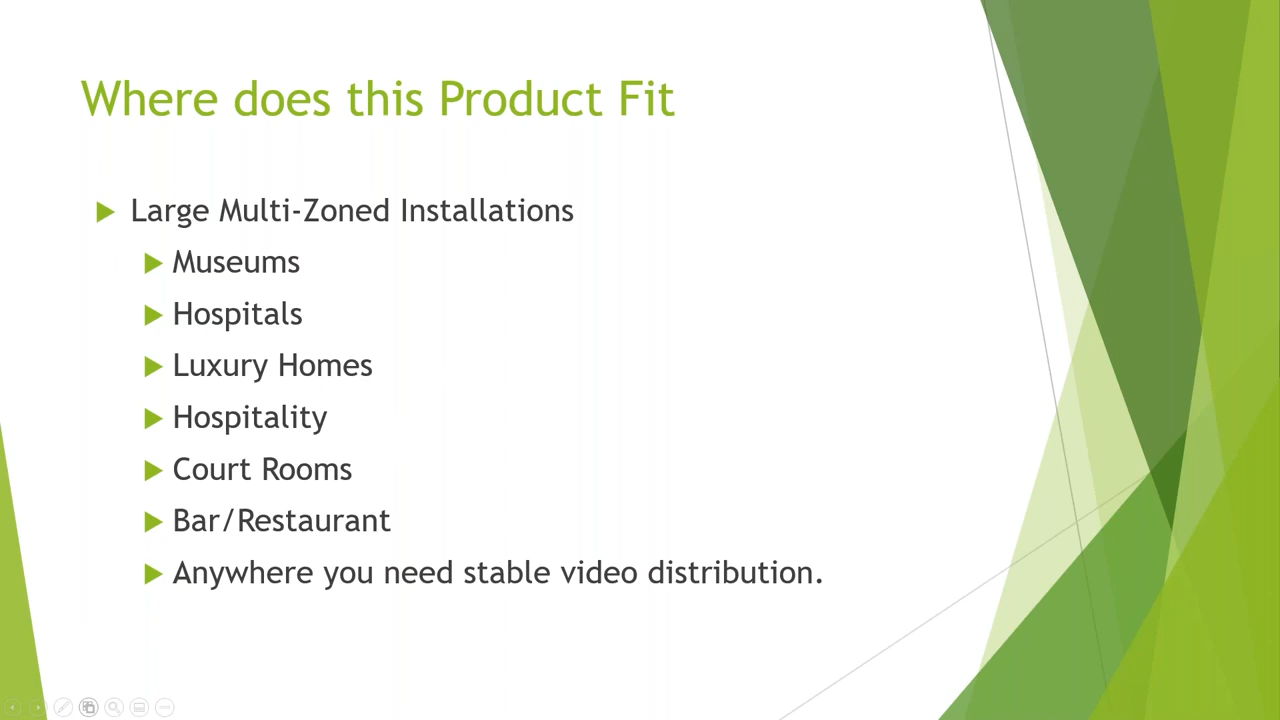 Where does this Product Fit
Large Multi-Zoned Installations
Museums
Hospitals
Luxury Homes
Hospitality
Court Rooms
Bar/Restaurant
Anywhere you need stable video distribution.